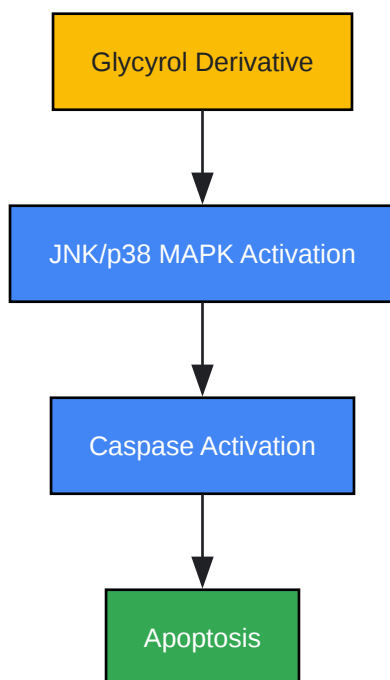 Glycyrol Derivative
JNK/p38 MAPK Activation
Caspase Activation
Apoptosis